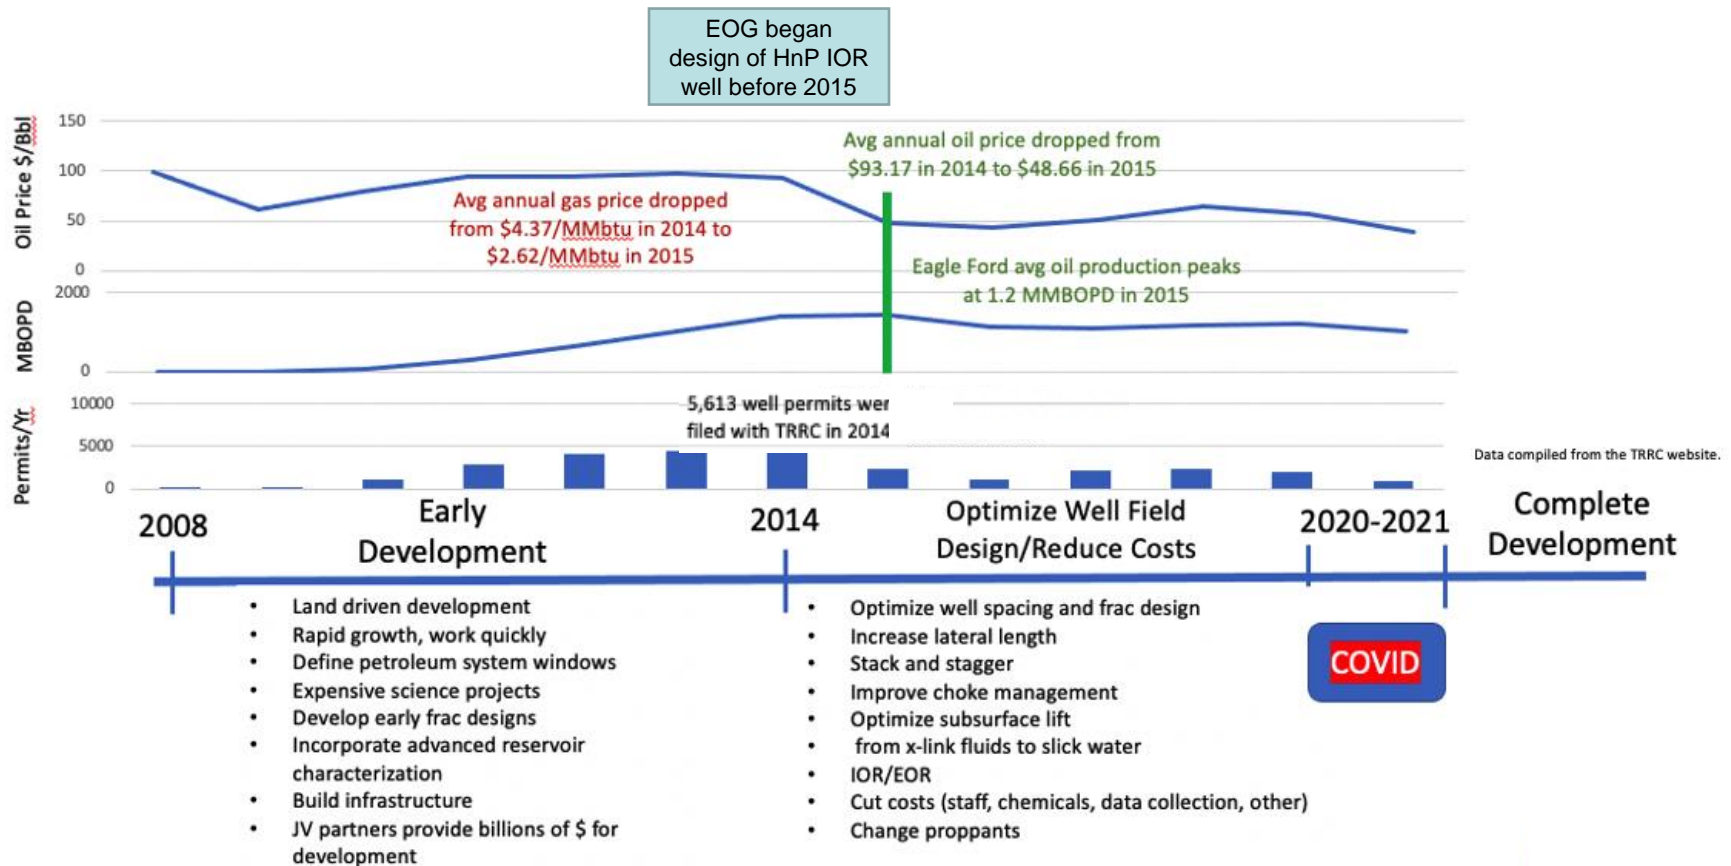 EOG began
design of HnP IOR
well before 2015
Oil Price $/Bbl
150
100
50
0
Avg annual oil price dropped from
$93.17 in 2014 to $48.66 in 2015
Avg annual gas price dropped
from $4.37/MMbtu in 2014 to
$2.62/MMbtu in 2015
Eagle Ford avg oil production peaks
at 1.2 MMBOPD in 2015
MBOPD
2000
0
Permits/Yr
10000
5000
0
5,613 well permits wer
filed with TRRC in 2014
Data compiled from the TRRC website.
2008
Early
Development
2014
Optimize Well Field
Design/Reduce Costs
2020-2021
Complete
Development
• Land driven development
• Rapid growth, work quickly
• Define petroleum system windows
• Expensive science projects
• Develop early frac designs
• Incorporate advanced reservoir
characterization
• Build infrastructure
• JV partners provide billions of $ for
development
• Optimize well spacing and frac design
• Increase lateral length
• Stack and stagger
• Improve choke management
• Optimize subsurface lift
• from x-link fluids to slick water
• IOR/EOR
• Cut costs (staff, chemicals, data collection, other)
• Change proppants
COVID